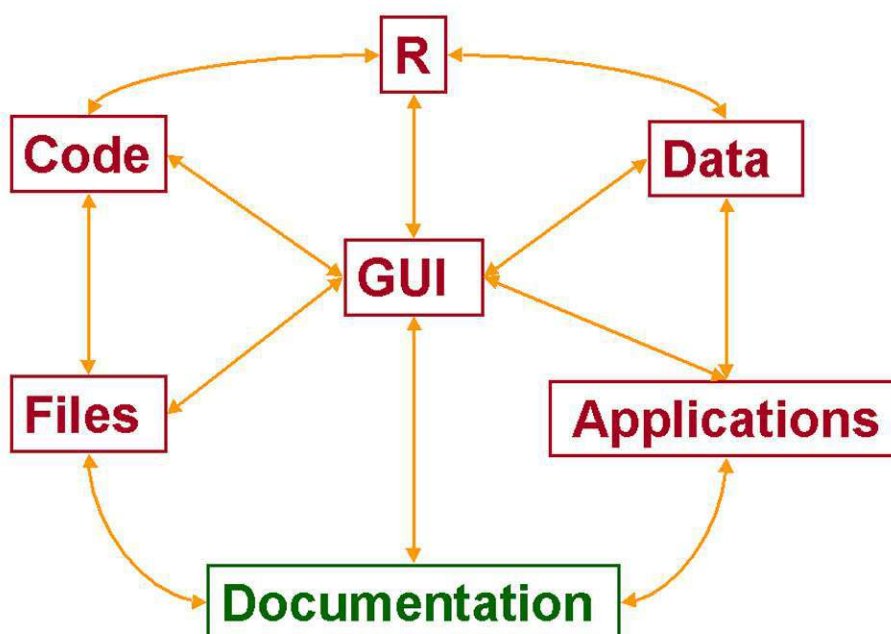 R
Code
Data
GUI
Files
Applications
Documentation